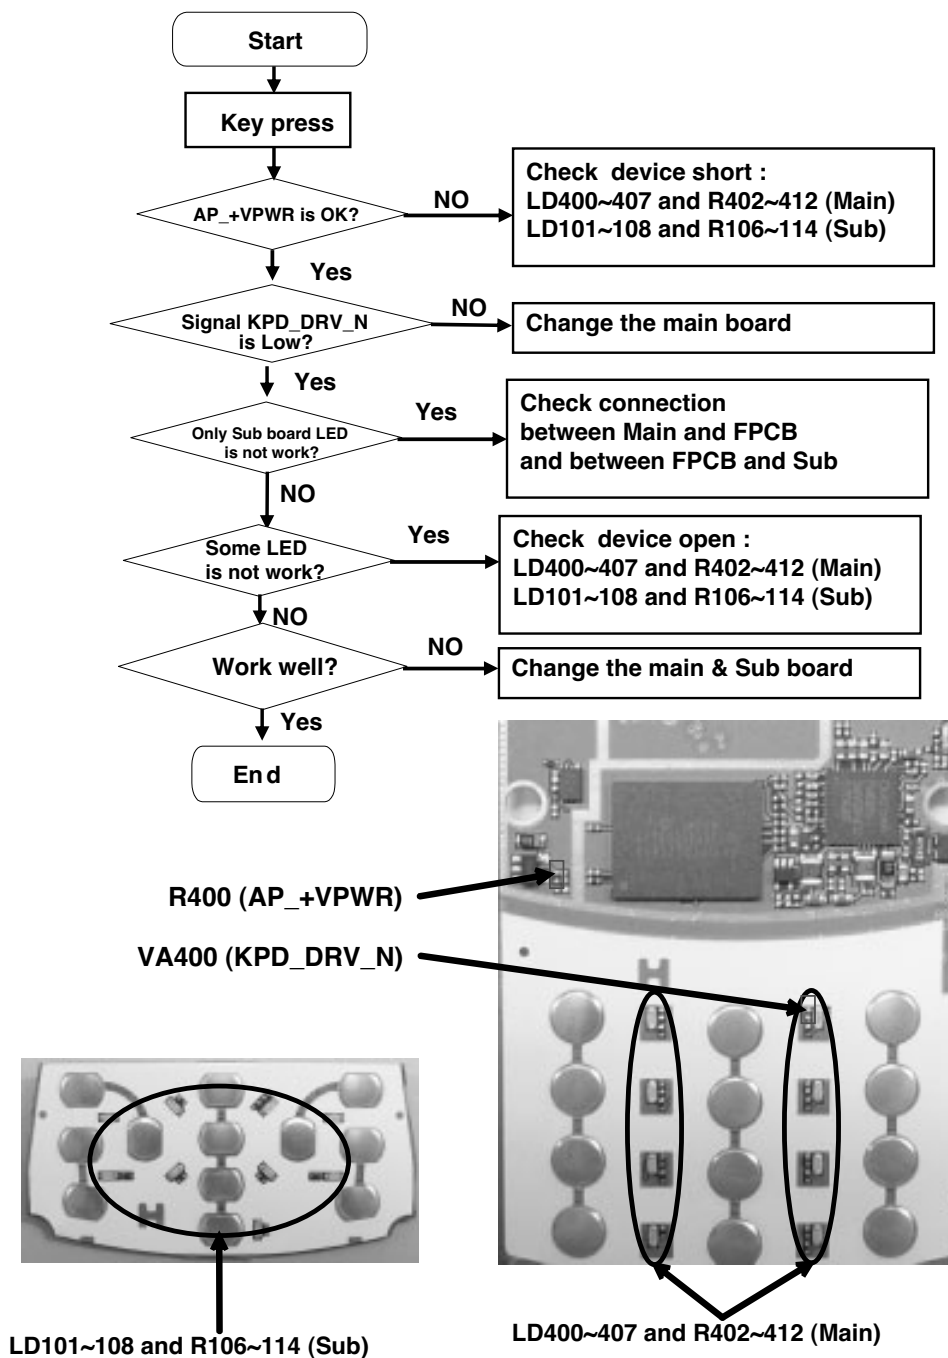 Start
Key press
AP_+VPWR is OK?
NO
Check device short :
LD400~407 and R402~412 (Main)
LD101~108 and R106~114 (Sub)
Yes
Signal KPD_DRV_N
is Low?
NO
Change the main board
Yes
Only Sub board LED
is not work?
Yes
Check connection
between Main and FPCB
and between FPCB and Sub
NO
Some LED
is not work?
Yes
Check device open :
LD400~407 and R402~412 (Main)
LD101~108 and R106~114 (Sub)
NO
Work well?
NO
Change the main & Sub board
Yes
End
R400 (AP_+VPWR)
VA400 (KPD_DRV_N)
LD101~108 and R106~114 (Sub)
LD400~407 and R402~412 (Main)